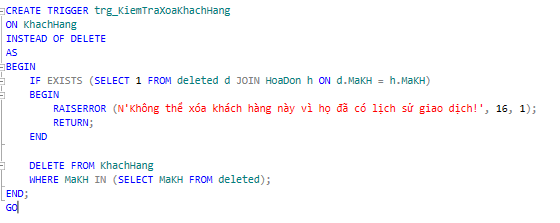 CREATE TRIGGER trg_KiemTraXoaKhachHang
ON KhachHang
INSTEAD OF DELETE
AS
BEGIN
IF EXISTS (SELECT 1 FROM deleted d JOIN HoaDon h ON d.MaKH = h.MaKH)
BEGIN
RAISERROR (N'Không thể xóa khách hàng này vì họ đã có lịch sử giao dịch!', 16, 1);
RETURN;
END
DELETE FROM KhachHang
WHERE MaKH IN (SELECT MaKH FROM deleted);
END;
GO